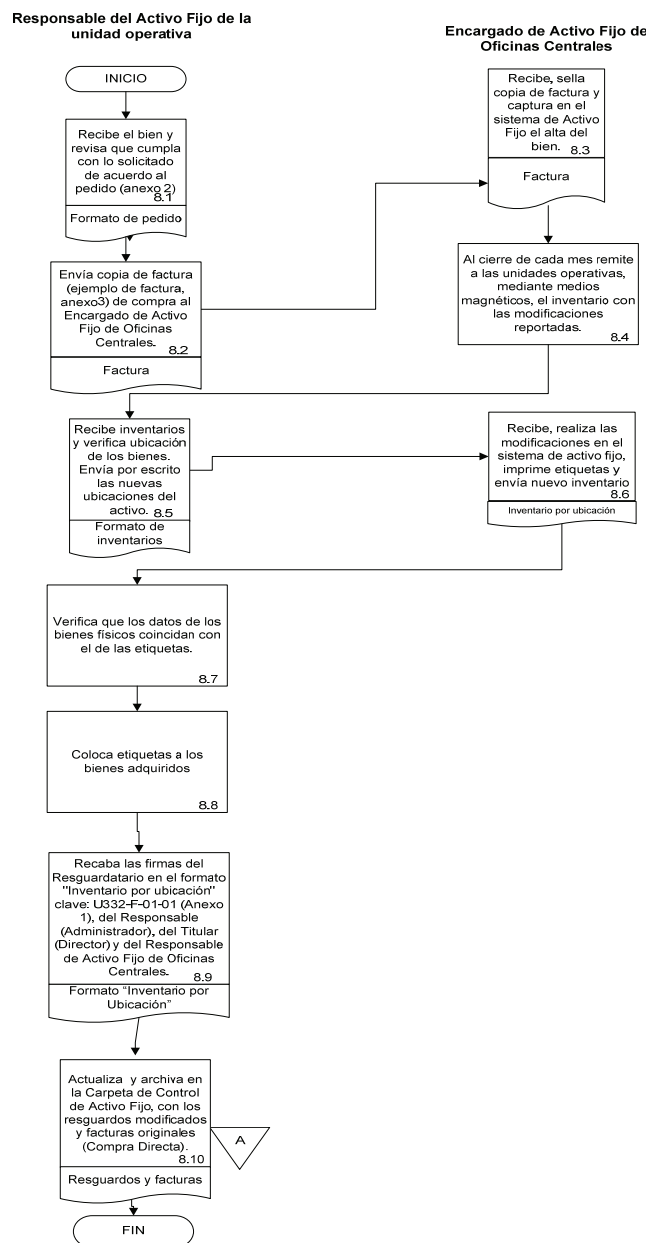 Responsable del Activo Fijo de la
unidad operativa
Encargado de Activo Fijo de
Oficinas Centrales
INICIO
Recibe el bien y
revisa que cumpla
con lo solicitado
de acuerdo al
pedido (anexo 2)
8.1
Formato de pedido
Envía copia de factura
(ejemplo de factura,
anexo3) de compra al
Encargado de Activo
Fijo de Oficinas
Centrales.
8.2
Factura
Recibe, sella
copia de factura y
captura en el
sistema de Activo
Fijo el alta del
bien. 8.3
Factura
Al cierre de cada mes remite
a las unidades operativas,
mediante medios
magnéticos, el inventario con
las modificaciones
reportadas.
8.4
Recibe inventarios
y verifica ubicación
de los bienes.
Envía por escrito
las nuevas
ubicaciones del
activo. 8.5
Formato de
inventarios
Recibe, realiza las
modificaciones en el
sistema de activo fijo,
imprime etiquetas y
envía nuevo inventario
8.6
Inventario por ubicación
Verifica que los datos de los
bienes físicos coincidan con
el de las etiquetas.
8.7
Coloca etiquetas a los
bienes adquiridos
8.8
Recaba las firmas del
Resguardatario en el formato
"Inventario por ubicación"
clave: U332-F-01-01 (Anexo
1), del Responsable
(Administrador), del Titular
(Director) y del Responsable
de Activo Fijo de Oficinas
Centrales.
8.9
Formato "Inventario por
Ubicación"
Actualiza y archiva en
la Carpeta de Control
de Activo Fijo, con los
resguardos modificados
y facturas originales
(Compra Directa).
8.10
A
Resguardos y facturas
FIN